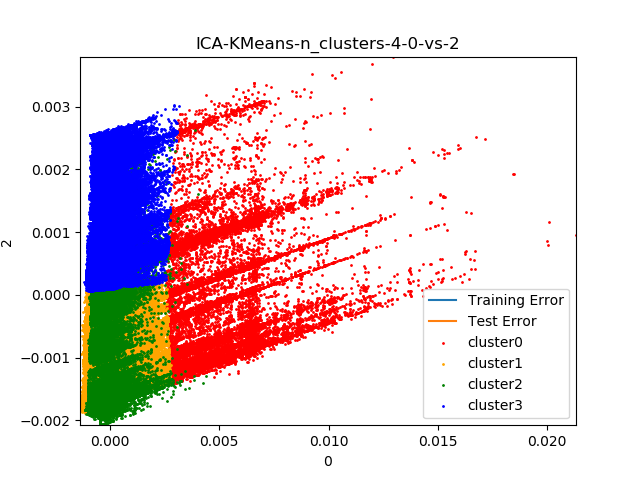 ICA-KMeans-n_clusters-4-0-vs-2
0.003
0.002
0.001
0.000
−0.001
−0.002
2
Training Error
Test Error
cluster0
cluster1
cluster2
cluster3
0.000 0.005 0.010 0.015 0.020
0